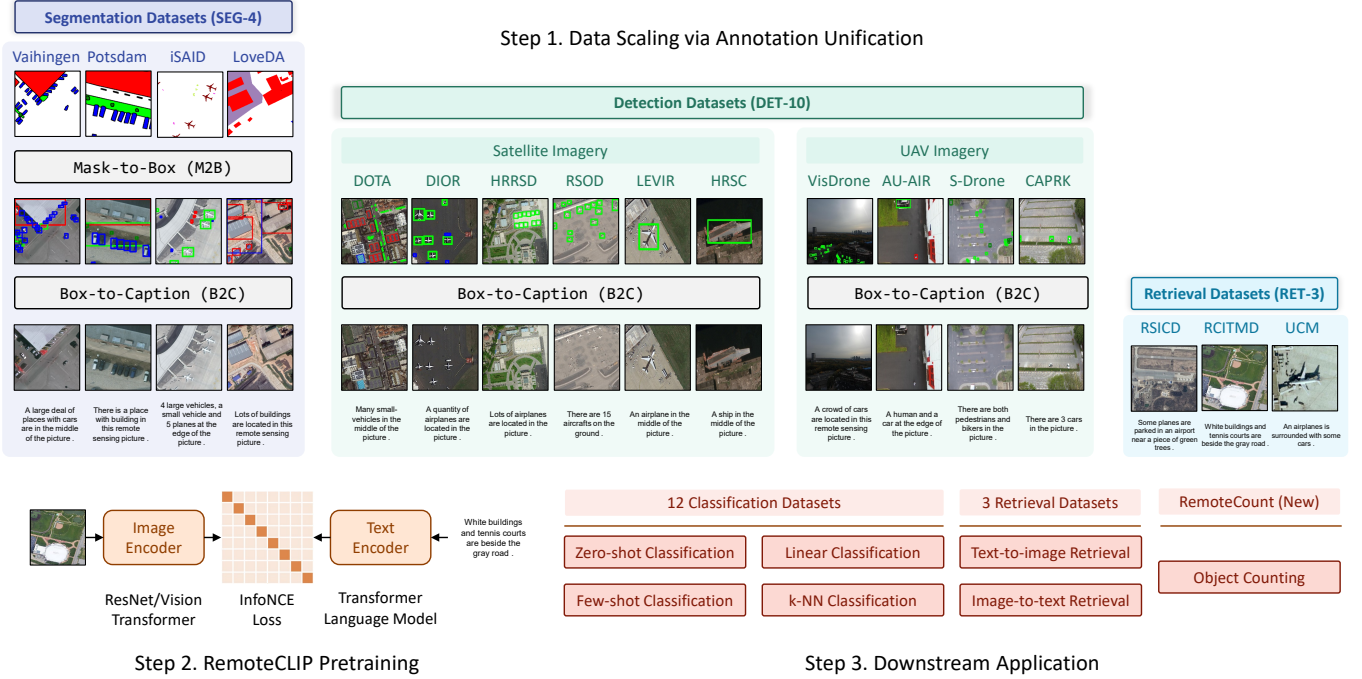 Segmentation Datasets (SEG-4)
Vaihingen Potsdam iSAID LoveDA
Mask-to-Box (M2B)
Box-to-Caption (B2C)
A large deal of
places with cars
are in the middle
of the picture .
There is a place
with building in
this remote
sensing picture .
4 large vehicles, a
small vehicle and
5 planes at the
edge of the
picture .
Lots of buildings
are located in this
remote sensing
picture .
Step 1. Data Scaling via Annotation Unification
Detection Datasets (DET-10)
Satellite Imagery
DOTA DIOR HRRSD RSOD LEVIR HRSC
Box-to-Caption (B2C)
Many small-
vehicles in the
middle of the
picture .
A quantity of
airplanes are
located in the
picture .
Lots of airplanes
are located in the
picture .
There are 15
aircrafts on the
ground .
An airplane in the
middle of the
picture .
A ship in the
middle of the
picture .
UAV Imagery
VisDrone AU-AIR S-Drone CAPRK
Box-to-Caption (B2C)
A crowd of cars
are located in this
remote sensing
picture .
A human and a
car at the edge of
the picture .
There are both
pedestrians and
bikers in the
picture .
There are 3 cars
in the picture .
Retrieval Datasets (RET-3)
RSICD RCITMD UCM
Some planes are
parked in an airport
near a piece of green
trees .
White buildings and
tennis courts are
beside the gray road .
An airplanes is
surrounded with some
cars .
Image
Encoder
Text
Encoder
White buildings
and tennis courts
are beside the
gray road .
ResNet/Vision
Transformer
InfoNCE
Loss
Transformer
Language Model
Step 2. RemoteCLIP Pretraining
12 Classification Datasets
Zero-shot Classification
Linear Classification
Few-shot Classification
k-NN Classification
3 Retrieval Datasets
Text-to-image Retrieval
Image-to-text Retrieval
RemoteCount (New)
Object Counting
Step 3. Downstream Application